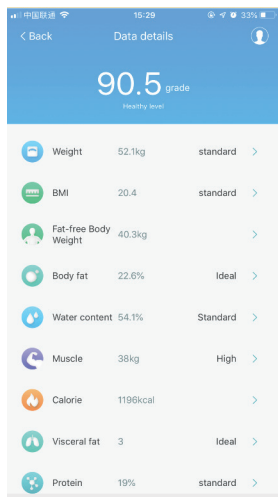 中国联通 15:29 33%
< Back Data details
90.5 grade
Healthy level
Weight 52.1kg standard >
BMI 20.4 standard >
Fat-free Body
Weight 40.3kg >
Body fat 22.6% Ideal >
Water content 54.1% Standard >
Muscle 38kg High >
Calorie 1196kcal >
Visceral fat 3 Ideal >
Protein 19% standard >